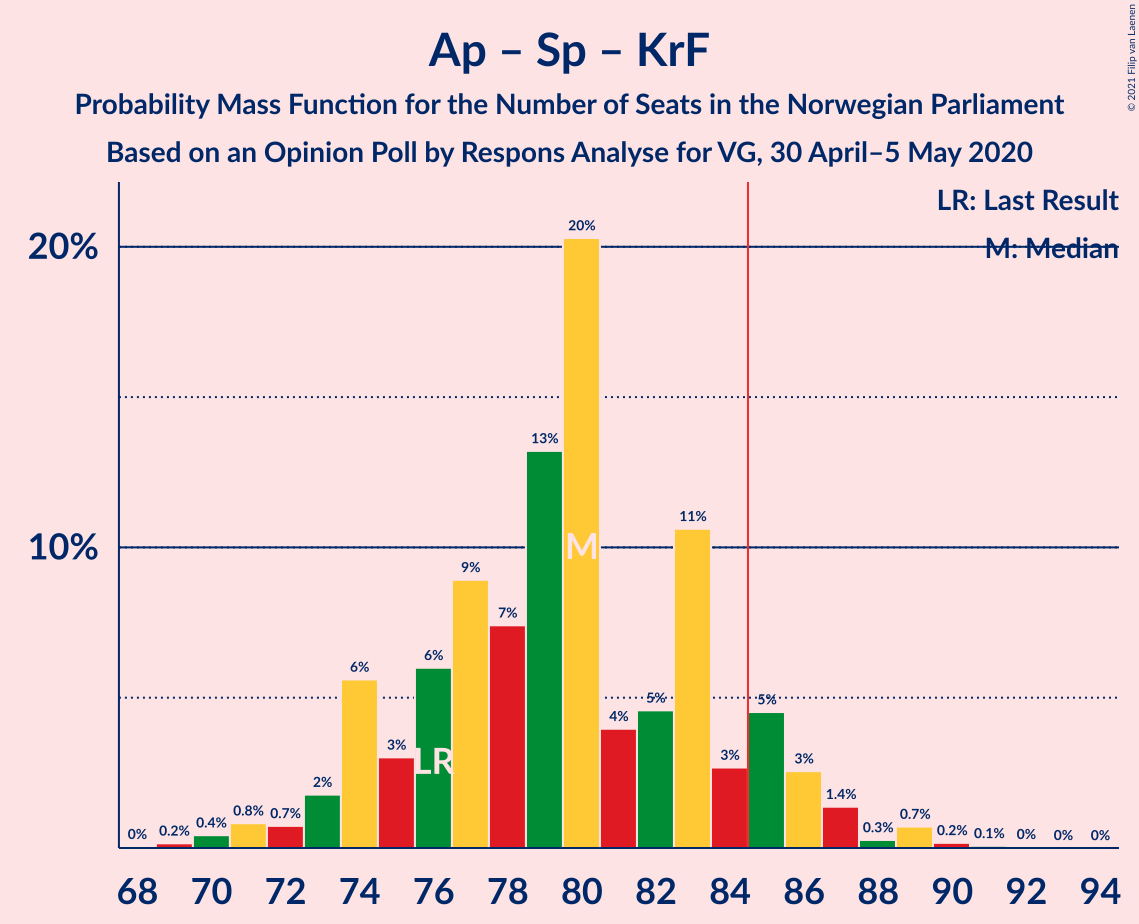 Ap – Sp – KrF
Probability Mass Function for the Number of Seats in the Norwegian Parliament
Based on an Opinion Poll by Respons Analyse for VG, 30 April–5 May 2020
© 2021 Filip van Laenen
LR: Last Result
M: Median
20%
10%
0% 0.2% 0.4% 0.8% 0.7% 2% 6% 3% 6% 9% 7% 13% 20% 4% 5% 11% 3% 5% 3% 1.4% 0.3% 0.7% 0.2% 0.1% 0% 0% 0%
M
LR
68 70 72 74 76 78 80 82 84 86 88 90 92 94